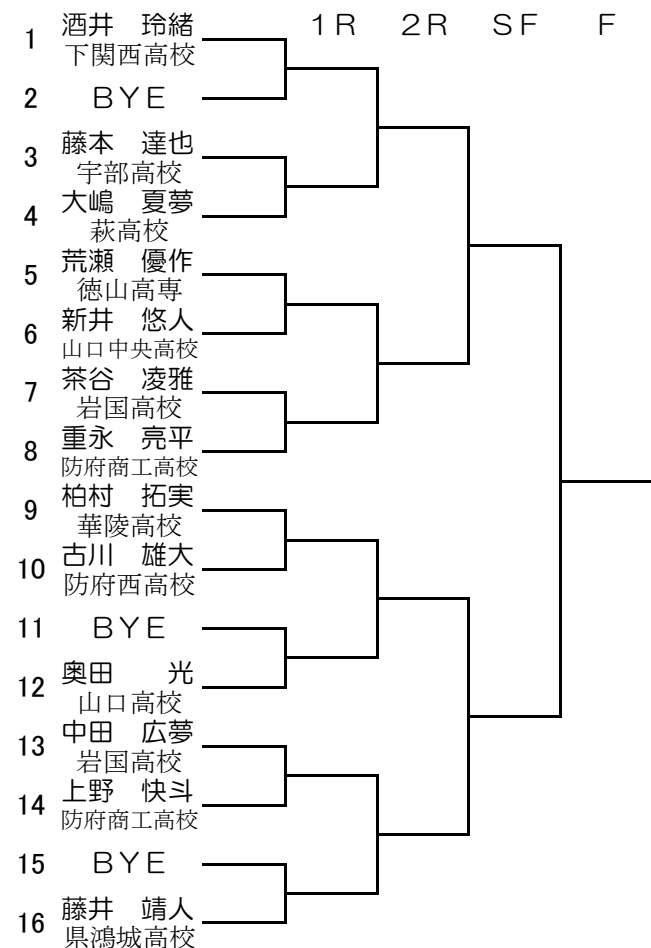 1R 2R SF F
1 酒井 玲緒
下関西高校
2 BYE
3 藤本 達也
宇部高校
4 大嶋 夏夢
萩高校
5 荒瀬 優作
徳山高専
6 新井 悠人
山口中央高校
7 茶谷 凌雅
岩国高校
8 重永 亮平
防府商工高校
9 柏村 拓実
華陵高校
10 古川 雄大
防府西高校
11 BYE
12 奥田 光
山口高校
13 中田 広夢
岩国高校
14 上野 快斗
防府商工高校
15 BYE
16 藤井 靖人
県鴻城高校